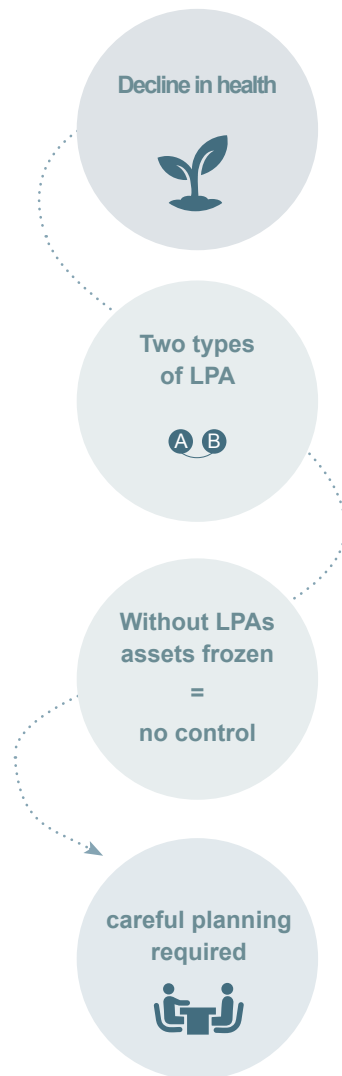 Decline in health
Two types
of LPA
A B
Without LPAs
assets frozen
=
no control
careful planning
required